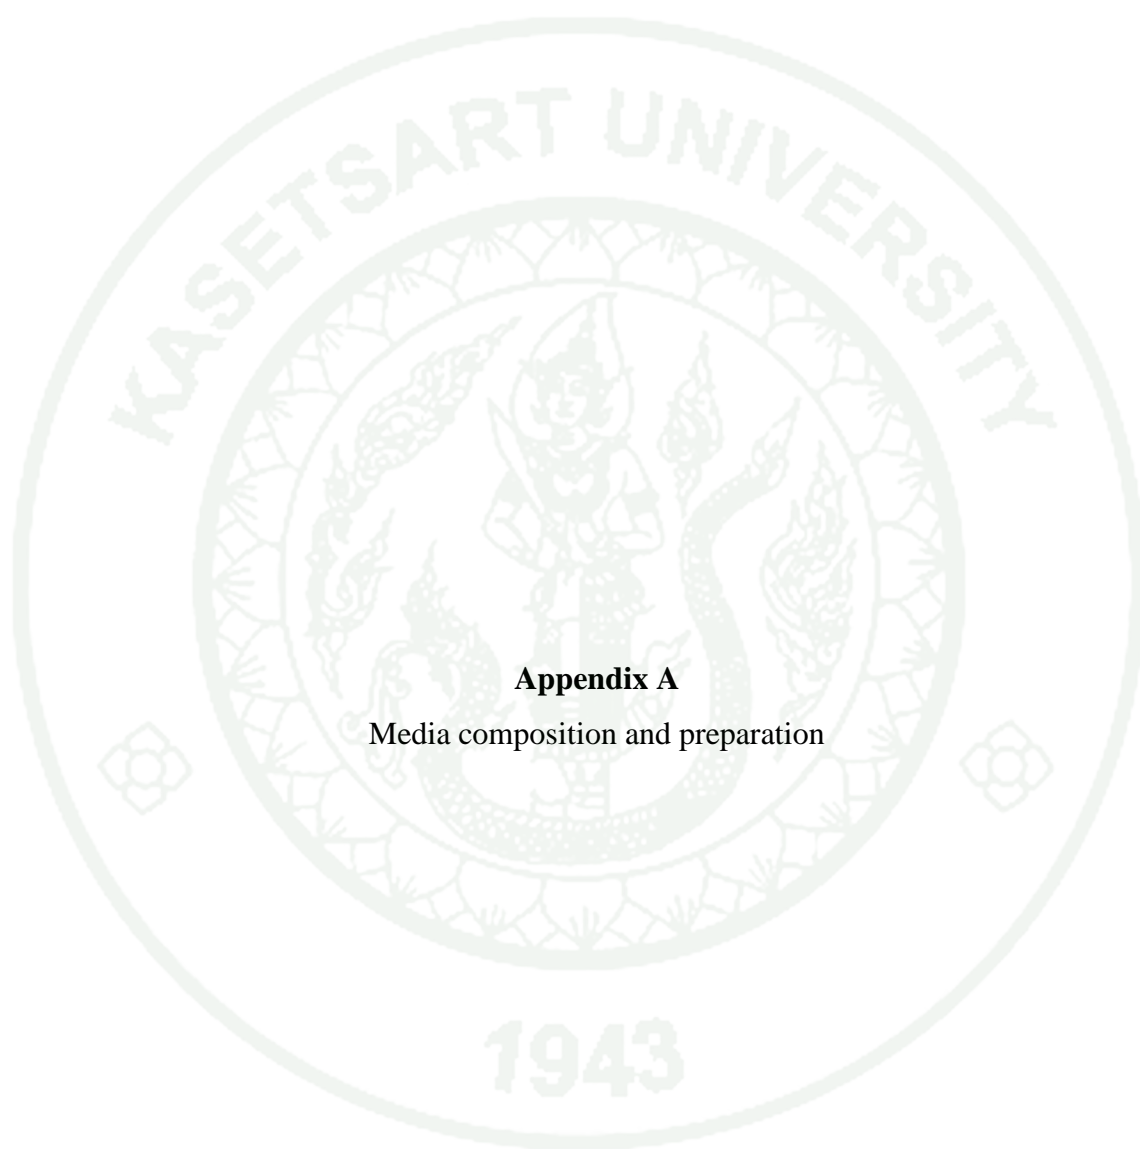 KASETSART UNIVERSITY
Appendix A
Media composition and preparation
1943